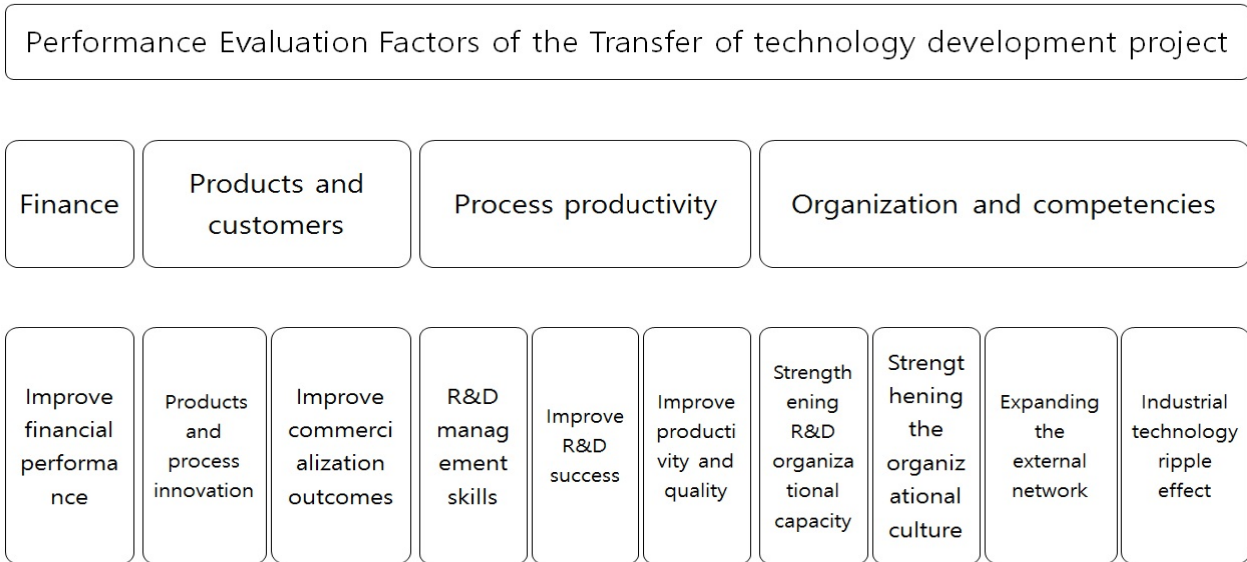 Performance Evaluation Factors of the Transfer of technology development project
Finance
Products and
customers
Process productivity
Organization and competencies
Improve
financial
performa
nce
Products
and
process
innovation
Improve
commerci
alization
outcomes
R&D
manag
ement
skills
Improve
R&D
success
Improve
producti
vity and
quality
Strength
ening
R&D
organiza
tional
capacity
Strengt
hening
the
organiz
ational
culture
Expanding
the
external
network
Industrial
technology
ripple
effect